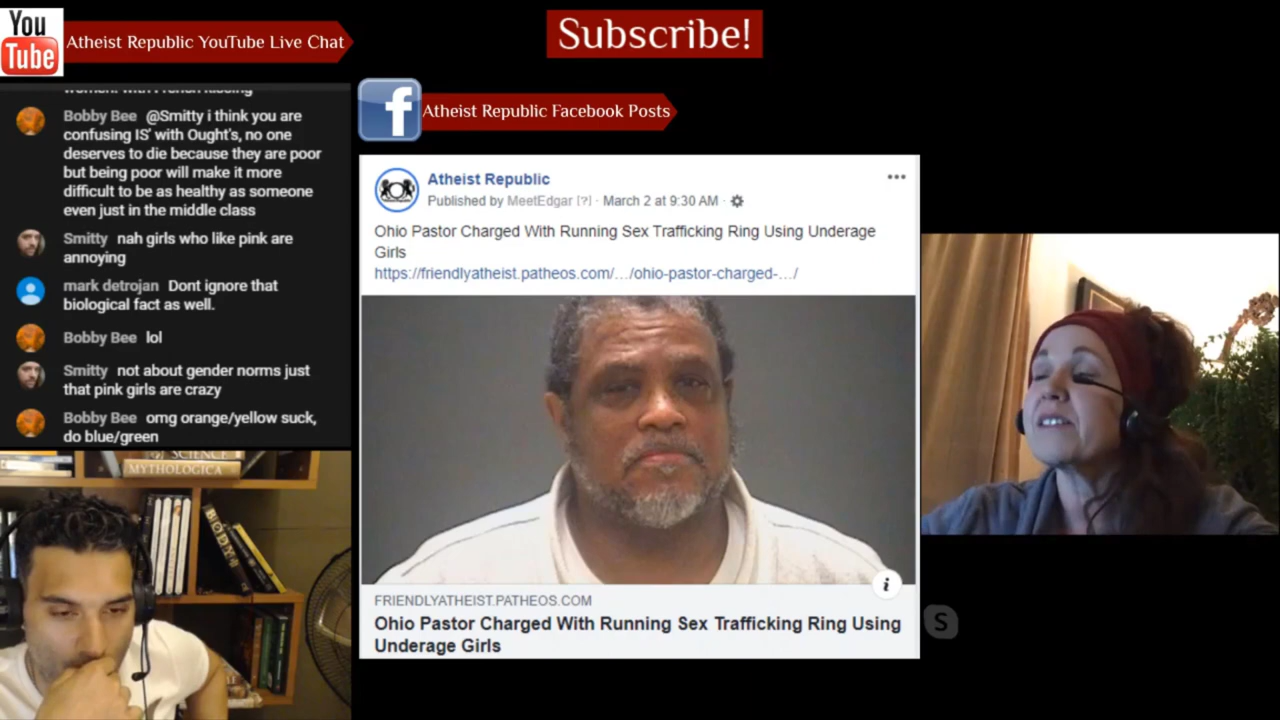 You
Tube
Atheist Republic YouTube Live Chat
Subscribe!
Atheist Republic Facebook Posts
women. with French kissing
Bobby Bee @Smitty i think you are
confusing IS' with Ought's, no one
deserves to die because they are poor
but being poor will make it more
difficult to be as healthy as someone
even just in the middle class
Smitty nah girls who like pink are
annoying
mark detrojan Dont ignore that
biological fact as well.
Bobby Bee lol
Smitty not about gender norms just
that pink girls are crazy
Bobby Bee omg orange/yellow suck,
do blue/green
f
Atheist Republic
Published by MeetEdgar [?] · March 2 at 9:30 AM ·
Ohio Pastor Charged With Running Sex Trafficking Ring Using Underage
Girls
https://friendlyatheist.patheos.com/.../ohio-pastor-charged-.../
i
FRIENDLYATHEIST.PATHEOS.COM
Ohio Pastor Charged With Running Sex Trafficking Ring Using
Underage Girls
S
SCIENCE
MYTHOLOGICA
BODY